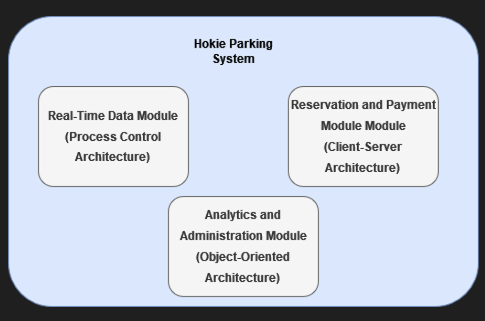 Hokie Parking
System
Real-Time Data Module
(Process Control
Architecture)
Reservation and Payment
Module Module
(Client-Server
Architecture)
Analytics and
Administration Module
(Object-Oriented
Architecture)